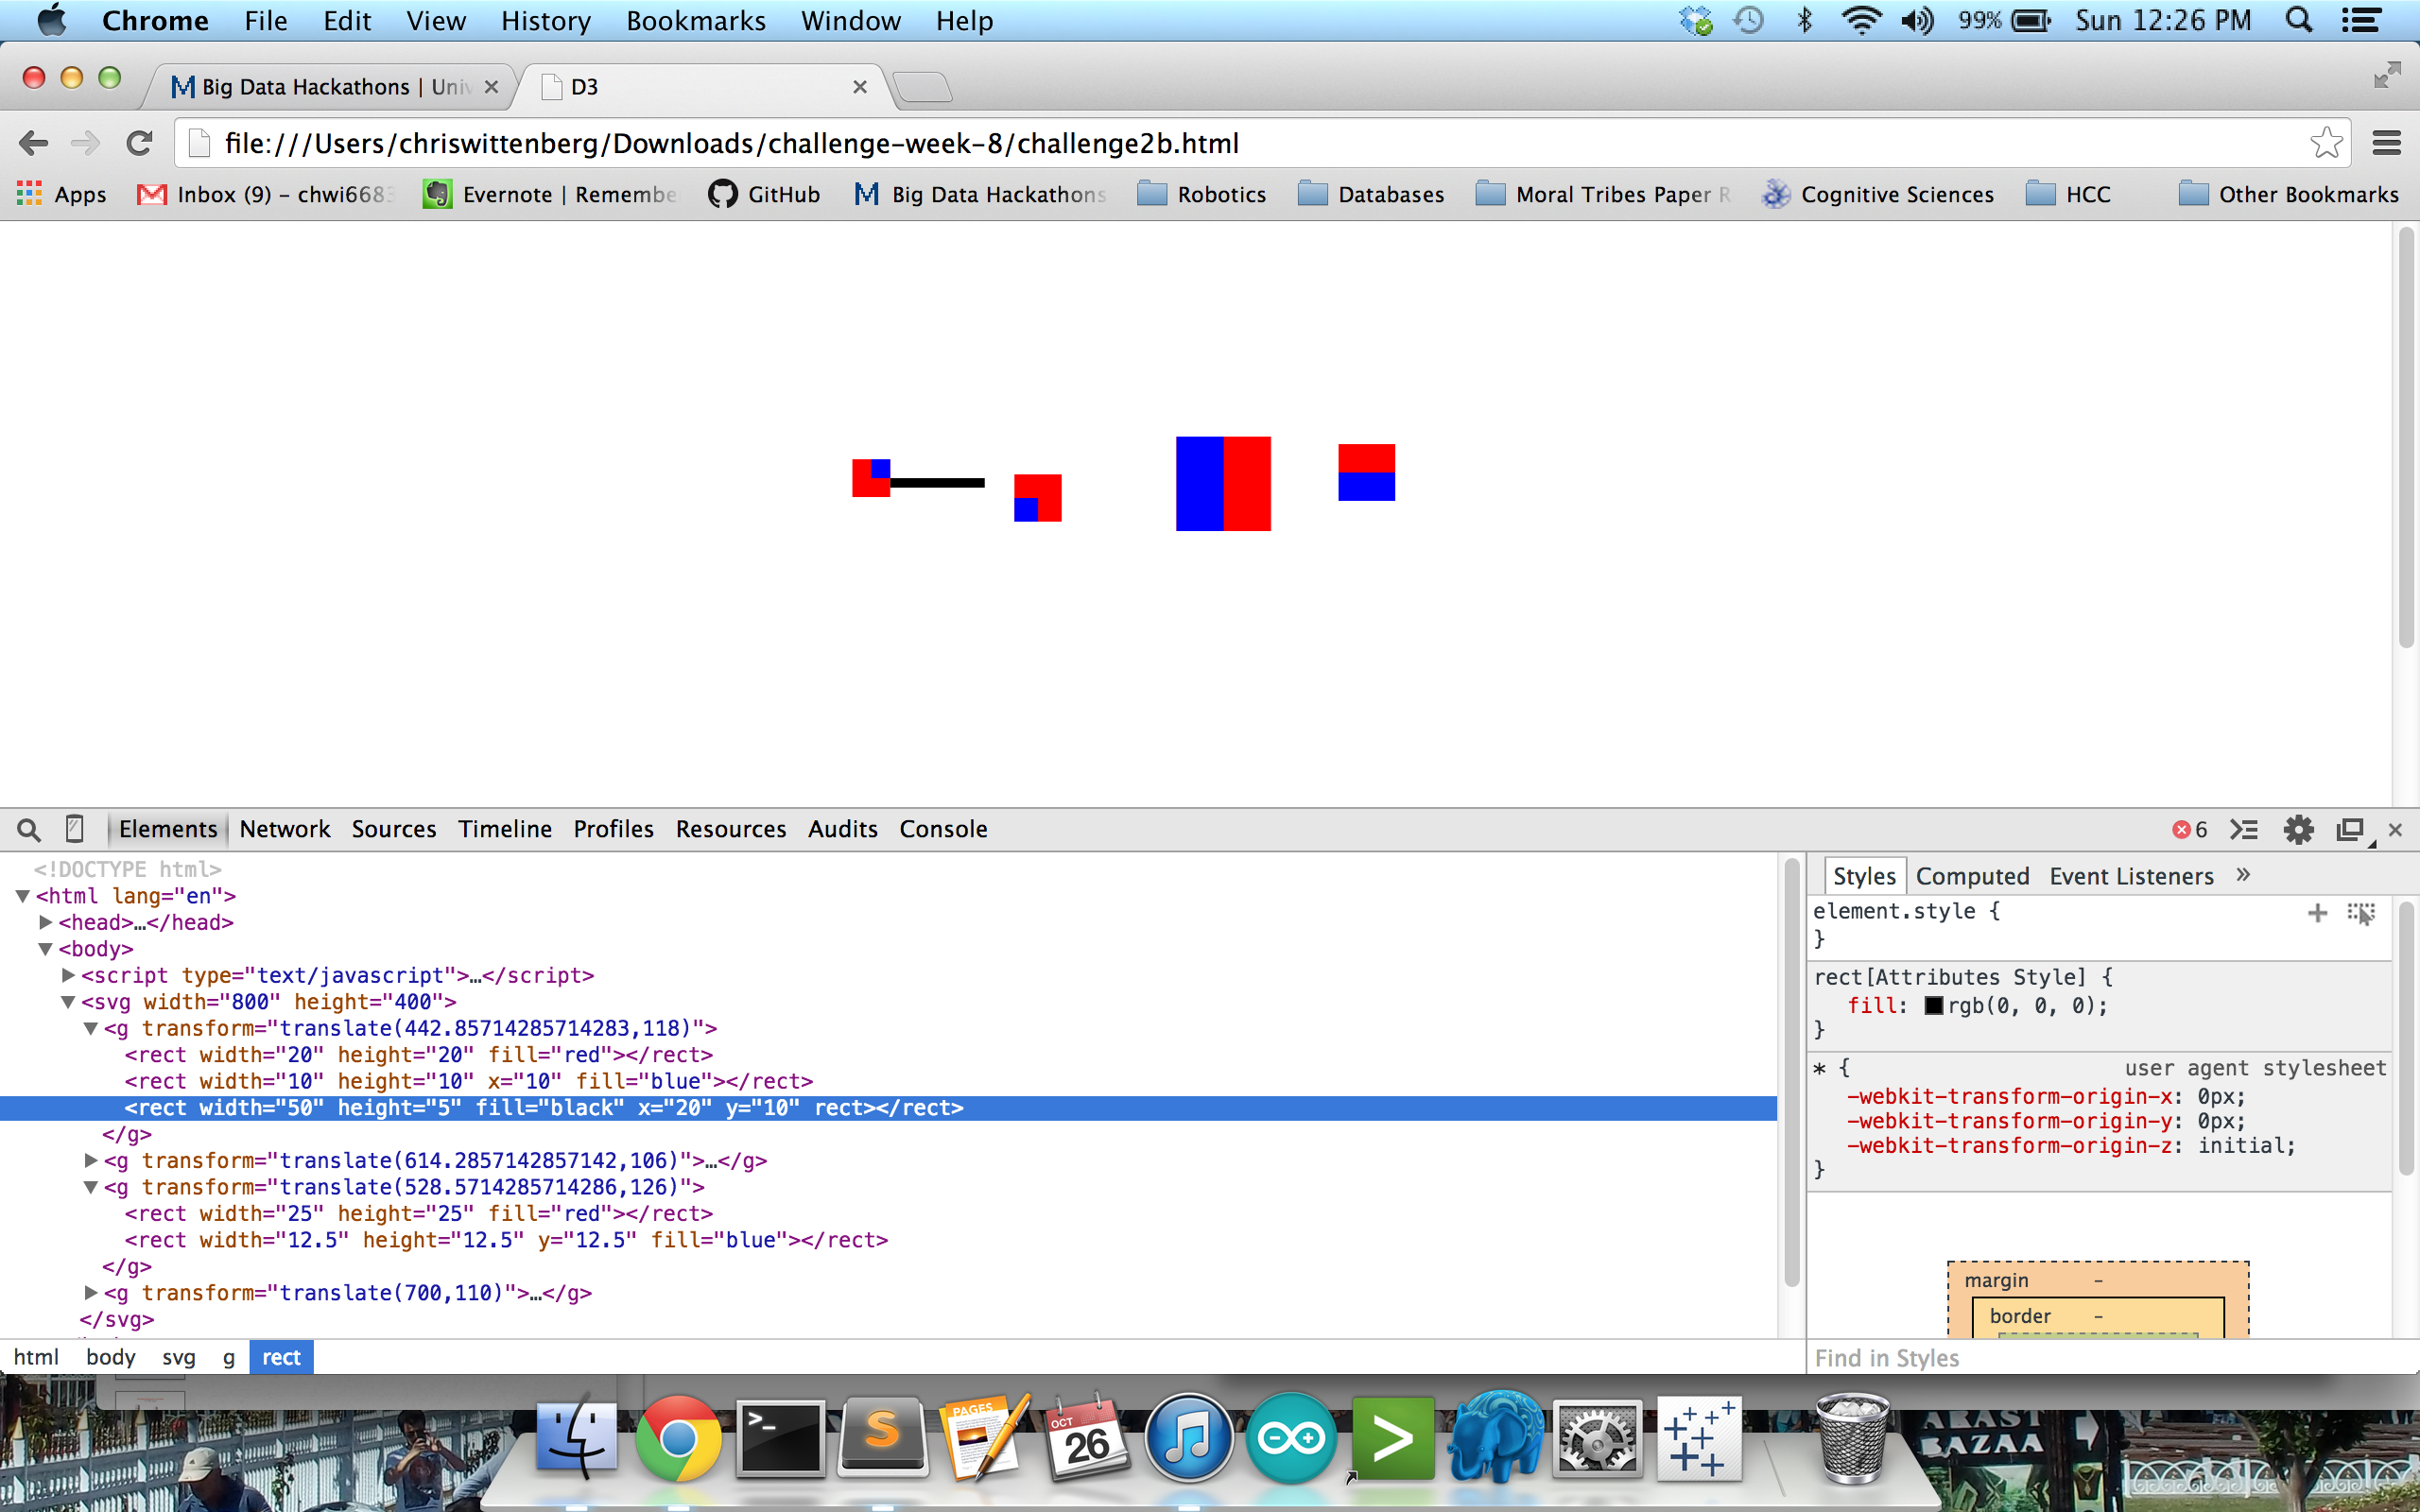 Chrome File Edit View History Bookmarks Window Help 99% Sun 12:26 PM
Big Data Hackathons | Univ D3
file:///Users/chriswittenberg/Downloads/challenge-week-8/challenge2b.html
Apps Inbox (9) – chwi6683 Evernote | Remembe GitHub Big Data Hackathons Robotics Databases Moral Tribes Paper R Cognitive Sciences HCC Other Bookmarks
Elements Network Sources Timeline Profiles Resources Audits Console 6
<!DOCTYPE html>
<html lang="en">
<head>…</head>
<body>
<script type="text/javascript">…</script>
<svg width="800" height="400">
<g transform="translate(442.85714285714283,118)">
<rect width="20" height="20" fill="red"></rect>
<rect width="10" height="10" x="10" fill="blue"></rect>
<rect width="50" height="5" fill="black" x="20" y="10" rect></rect>
</g>
<g transform="translate(614.2857142857142,106)">…</g>
<g transform="translate(528.5714285714286,126)">
<rect width="25" height="25" fill="red"></rect>
<rect width="12.5" height="12.5" y="12.5" fill="blue"></rect>
</g>
<g transform="translate(700,110)">…</g>
</svg>
html body svg g rect
Styles Computed Event Listeners »
element.style {
}
rect[Attributes Style] {
fill: rgb(0, 0, 0);
}
* { user agent stylesheet
-webkit-transform-origin-x: 0px;
-webkit-transform-origin-y: 0px;
-webkit-transform-origin-z: initial;
}
margin –
border –
Find in Styles
>_
S
PAGES
OCT
26
ARAST
BAZAA